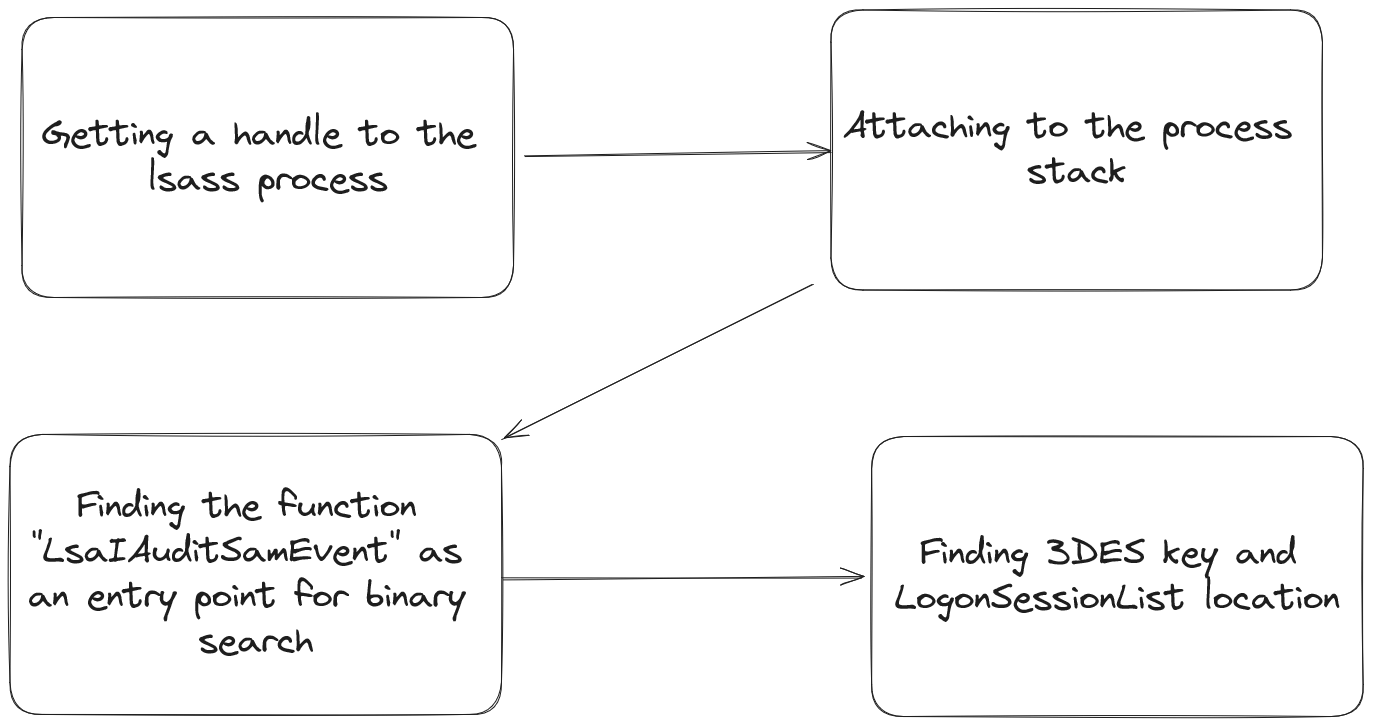 Getting a handle to the
lsass process
Attaching to the process
stack
Finding the function
"LsaIAuditSamEvent" as
an entry point for binary
search
Finding 3DES key and
LogonSessionList location